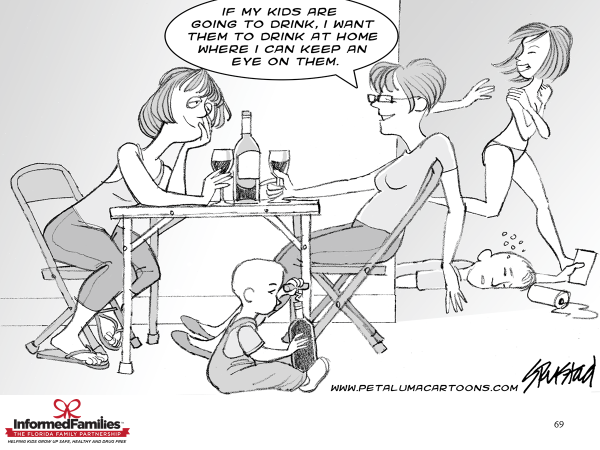 IF MY KIDS ARE
GOING TO DRINK, I WANT
THEM TO DRINK AT HOME
WHERE I CAN KEEP AN
EYE ON THEM.
WWW.PETALUMACARTOONS.COM
InformedFamilies
THE FLORIDA FAMILY PARTNERSHIP
HELPING KIDS GROW UP SAFE, HEALTHY AND DRUG FREE
69